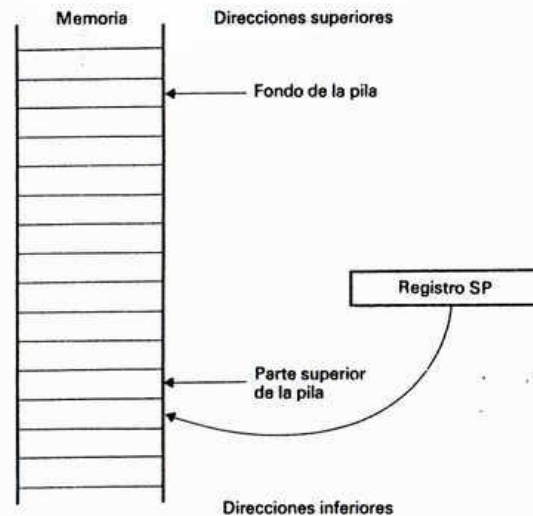 Memoria
Direcciones superiores
Fondo de la pila
Registro SP
Parte superior
de la pila
Direcciones inferiores